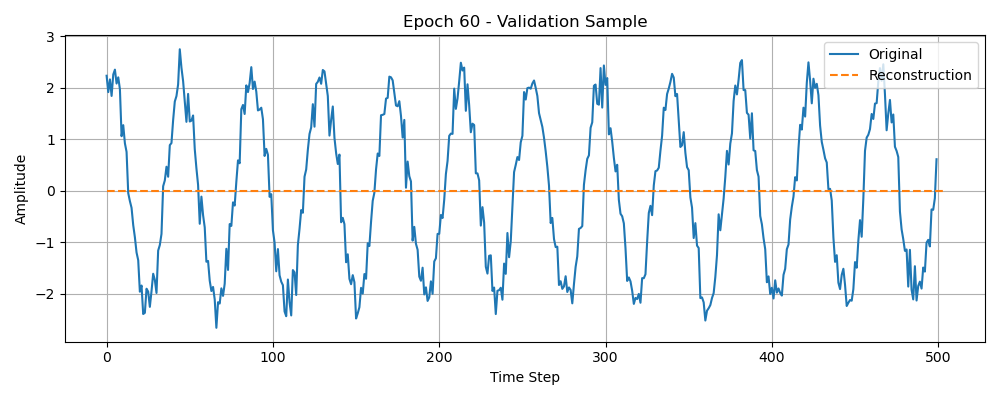 Epoch 60 - Validation Sample
Original
Reconstruction
Amplitude
3
2
1
0
−1
−2
0 100 200 300 400 500
Time Step